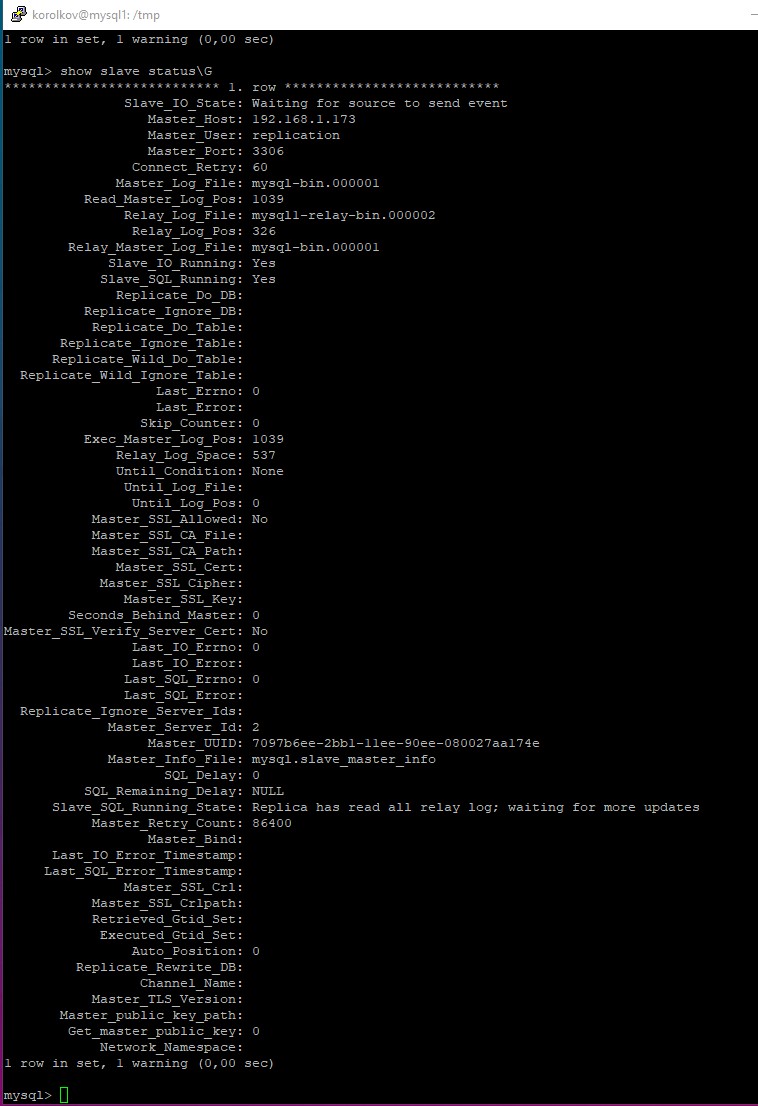 korolkov@mysql1: /tmp
1 row in set, 1 warning (0,00 sec)
mysql> show slave status\G
*************************** 1. row ***************************
Slave_IO_State: Waiting for source to send event
Master_Host: 192.168.1.173
Master_User: replication
Master_Port: 3306
Connect_Retry: 60
Master_Log_File: mysql-bin.000001
Read_Master_Log_Pos: 1039
Relay_Log_File: mysql1-relay-bin.000002
Relay_Log_Pos: 326
Relay_Master_Log_File: mysql-bin.000001
Slave_IO_Running: Yes
Slave_SQL_Running: Yes
Replicate_Do_DB:
Replicate_Ignore_DB:
Replicate_Do_Table:
Replicate_Ignore_Table:
Replicate_Wild_Do_Table:
Replicate_Wild_Ignore_Table:
Last_Errno: 0
Last_Error:
Skip_Counter: 0
Exec_Master_Log_Pos: 1039
Relay_Log_Space: 537
Until_Condition: None
Until_Log_File:
Until_Log_Pos: 0
Master_SSL_Allowed: No
Master_SSL_CA_File:
Master_SSL_CA_Path:
Master_SSL_Cert:
Master_SSL_Cipher:
Master_SSL_Key:
Seconds_Behind_Master: 0
Master_SSL_Verify_Server_Cert: No
Last_IO_Errno: 0
Last_IO_Error:
Last_SQL_Errno: 0
Last_SQL_Error:
Replicate_Ignore_Server_Ids:
Master_Server_Id: 2
Master_UUID: 7097b6ee-2bb1-11ee-90ee-080027aa174e
Master_Info_File: mysql.slave_master_info
SQL_Delay: 0
SQL_Remaining_Delay: NULL
Slave_SQL_Running_State: Replica has read all relay log; waiting for more updates
Master_Retry_Count: 86400
Master_Bind:
Last_IO_Error_Timestamp:
Last_SQL_Error_Timestamp:
Master_SSL_Crl:
Master_SSL_Crlpath:
Retrieved_Gtid_Set:
Executed_Gtid_Set:
Auto_Position: 0
Replicate_Rewrite_DB:
Channel_Name:
Master_TLS_Version:
Master_public_key_path:
Get_master_public_key: 0
Network_Namespace:
1 row in set, 1 warning (0,00 sec)
mysql>